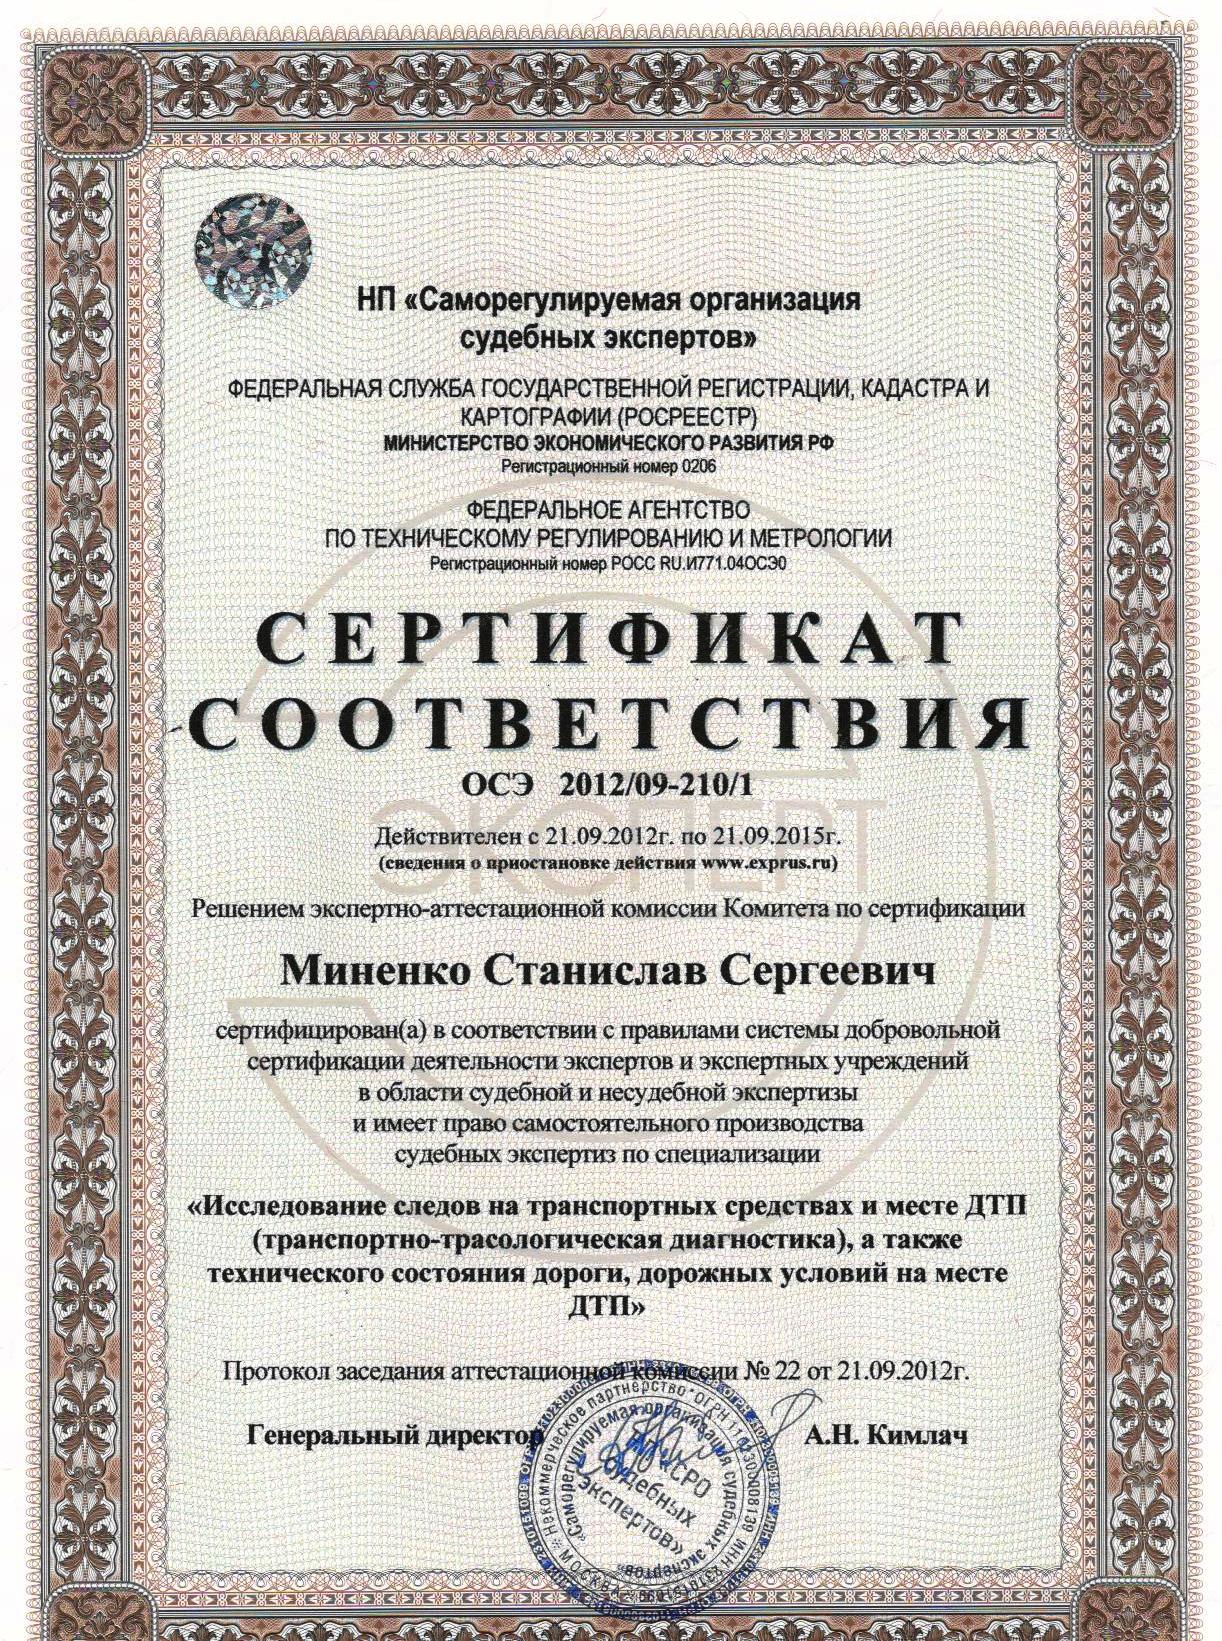 НП «Саморегулируемая организация
судебных экспертов»
ФЕДЕРАЛЬНАЯ СЛУЖБА ГОСУДАРСТВЕННОЙ РЕГИСТРАЦИИ, КАДАСТРА И
КАРТОГРАФИИ (РОСРЕЕСТР)
МИНИСТЕРСТВО ЭКОНОМИЧЕСКОГО РАЗВИТИЯ РФ
Регистрационный номер 0206
ФЕДЕРАЛЬНОЕ АГЕНТСТВО
ПО ТЕХНИЧЕСКОМУ РЕГУЛИРОВАНИЮ И МЕТРОЛОГИИ
Регистрационный номер РОСС RU.И771.04ОСЭ0
СЕРТИФИКАТ
СООТВЕТСТВИЯ
ОСЭ 2012/09-210/1
ЭКСПЕРТ
Действителен с 21.09.2012г. по 21.09.2015г.
(сведения о приостановке действия www.exprus.ru)
Решением экспертно-аттестационной комиссии Комитета по сертификации
Миненко Станислав Сергеевич
сертифицирован(а) в соответствии с правилами системы добровольной
сертификации деятельности экспертов и экспертных учреждений
в области судебной и несудебной экспертизы
и имеет право самостоятельного производства
судебных экспертиз по специализации
«Исследование следов на транспортных средствах и месте ДТП
(транспортно-трасологическая диагностика), а также
технического состояния дороги, дорожных условий на месте
ДТП»
Протокол заседания аттестационной комиссии № 22 от 21.09.2012г.
Генеральный директор А.Н. Кимлач
Некоммерческое партнерство
«Саморегулируемая организация судебных экспертов»
МОСКВА
СРО
судебных
экспертов»